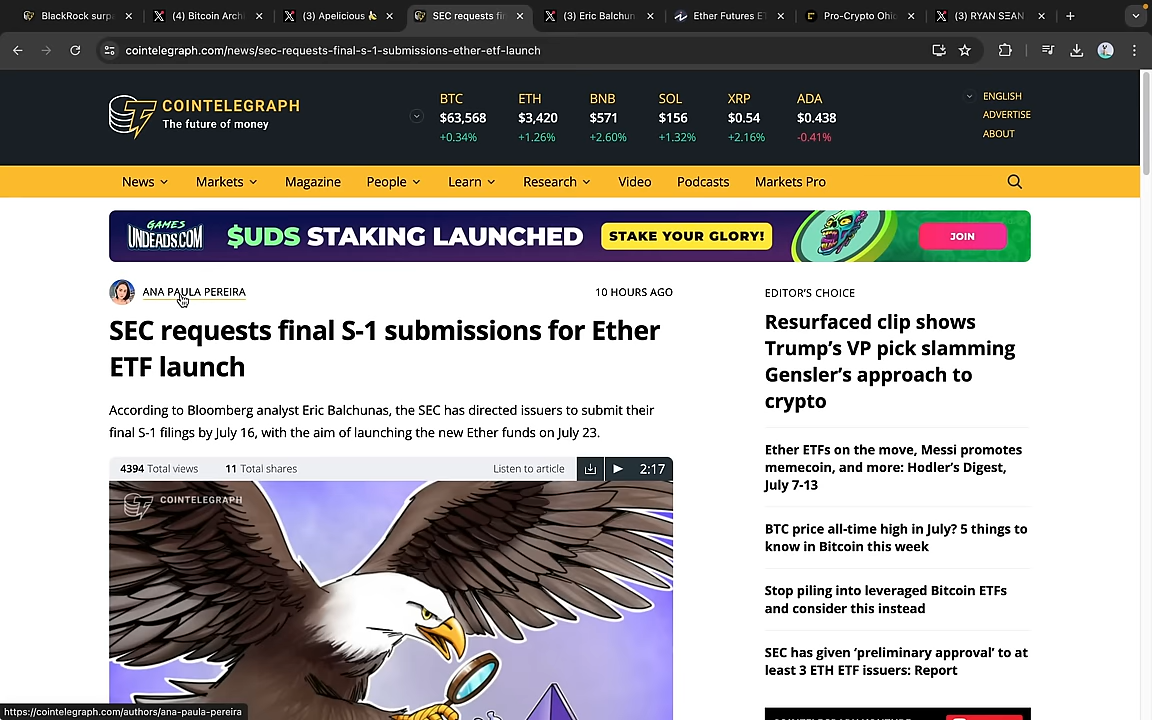 BlackRock surp
(4) Bitcoin Archi
(3) Apelicious
SEC requests fin
(3) Eric Balchun
Ether Futures E
Pro-Crypto Ohio
(3) RYAN SΞAN
cointelegraph.com/news/sec-requests-final-s-1-submissions-ether-etf-launch
COINTELEGRAPH
The future of money
BTC ETH BNB SOL XRP ADA
$63,568 $3,420 $571 $156 $0.54 $0.438
+0.34% +1.26% +2.60% +1.32% +2.16% -0.41%
ENGLISH
ADVERTISE
ABOUT
News Markets Magazine People Learn Research Video Podcasts Markets Pro
GAMES
UNDEADS.COM
$UDS STAKING LAUNCHED
STAKE YOUR GLORY!
JOIN
ANA PAULA PEREIRA
10 HOURS AGO
SEC requests final S-1 submissions for Ether
ETF launch
According to Bloomberg analyst Eric Balchunas, the SEC has directed issuers to submit their
final S-1 filings by July 16, with the aim of launching the new Ether funds on July 23.
4394 Total views 11 Total shares Listen to article 2:17
COINTELEGRAPH
EDITOR'S CHOICE
Resurfaced clip shows
Trump's VP pick slamming
Gensler's approach to
crypto
Ether ETFs on the move, Messi promotes
memecoin, and more: Hodler's Digest,
July 7-13
BTC price all-time high in July? 5 things to
know in Bitcoin this week
Stop piling into leveraged Bitcoin ETFs
and consider this instead
SEC has given 'preliminary approval' to at
least 3 ETH ETF issuers: Report
https://cointelegraph.com/authors/ana-paula-pereira